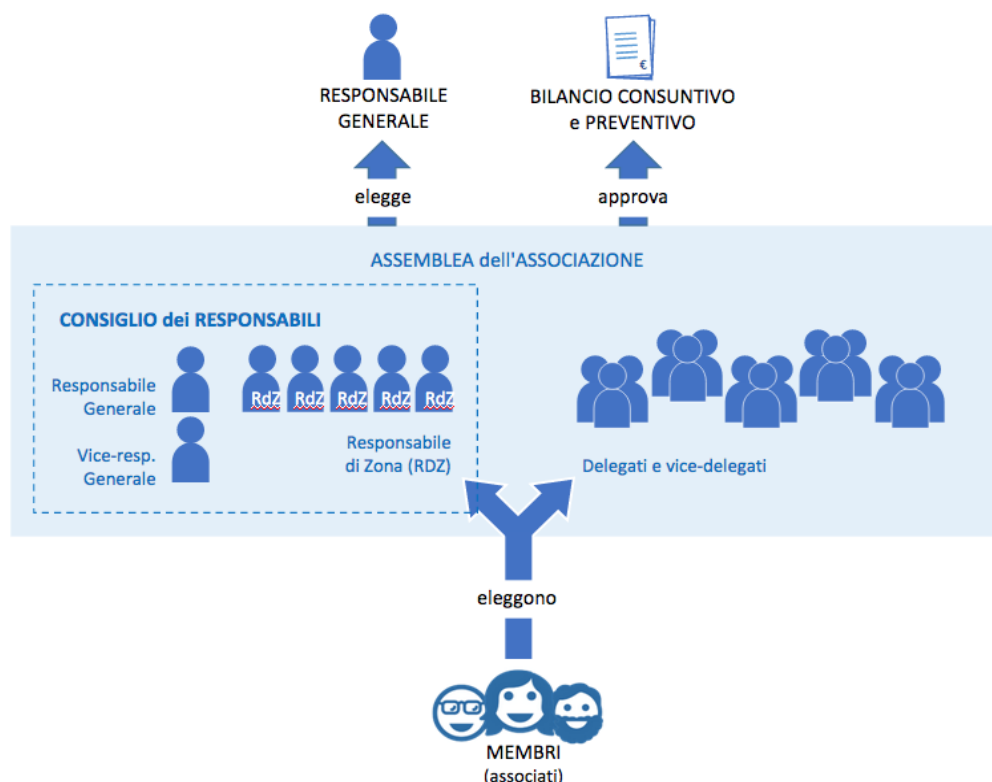 RESPONSABILE
GENERALE
BILANCIO CONSUNTIVO
e PREVENTIVO
€
elegge
approva
ASSEMBLEA dell'ASSOCIAZIONE
CONSIGLIO dei RESPONSABILI
Responsabile
Generale
RdZ RdZ RdZ RdZ RdZ
Vice-resp.
Generale
Responsabile
di Zona (RDZ)
Delegati e vice-delegati
eleggono
MEMBRI
(associati)